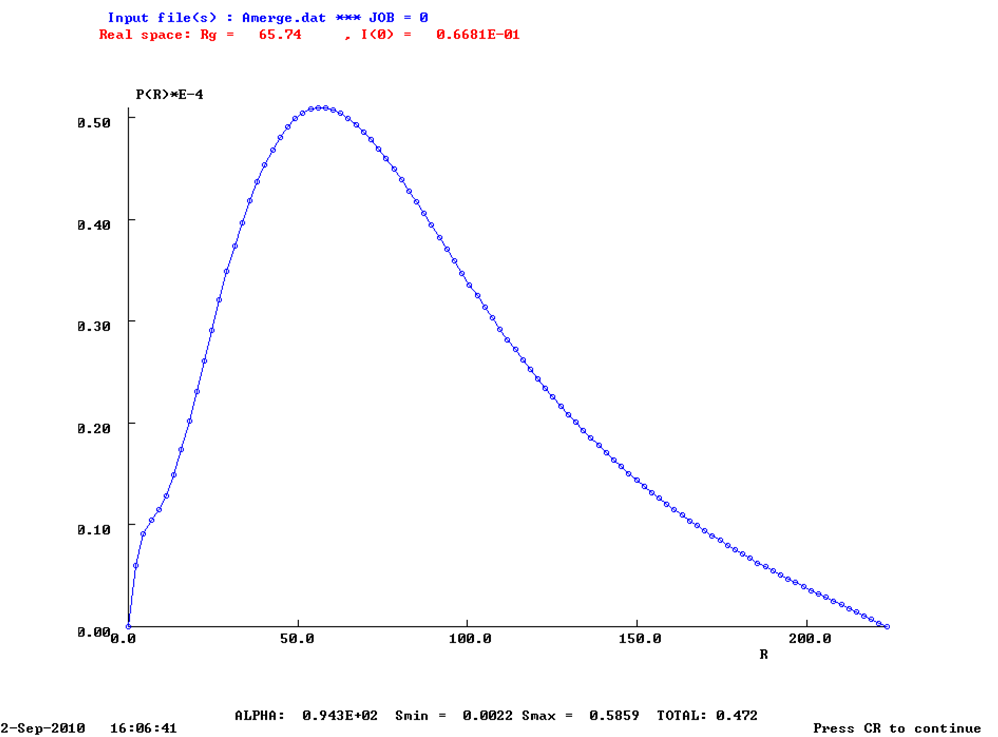 Input file(s) : Amerge.dat *** JOB = 0
Real space: Rg = 65.74 , I(0) = 0.6681E-01
P(R)*E-4
0.50
0.40
0.30
0.20
0.10
0.00
0.0 50.0 100.0 150.0 200.0
R
ALPHA: 0.943E+02 Smin = 0.0022 Smax = 0.5859 TOTAL: 0.472
2-Sep-2010 16:06:41 Press CR to continue